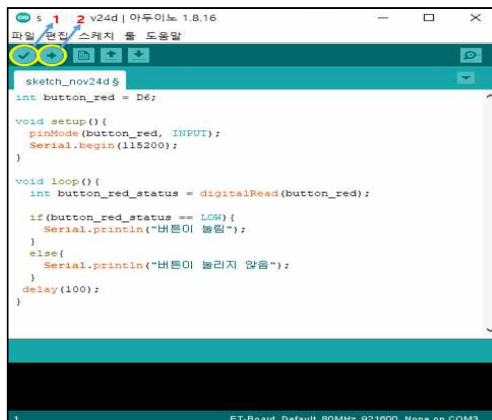 s 1 2 v24d | 아두이노 1.8.16
파일 편집 스케치 툴 도움말
sketch_nov24d §
int button_red = D6;
void setup(){
pinMode(button_red, INPUT);
Serial.begin(115200);
}
void loop(){
int button_red_status = digitalRead(button_red);
if(button_red_status == LOW){
Serial.println("버튼이 눌림");
}
else{
Serial.println("버튼이 눌리지 않음");
}
delay(100);
}
1 ET-Board, Default, 80MHz, 921600, None on COM3